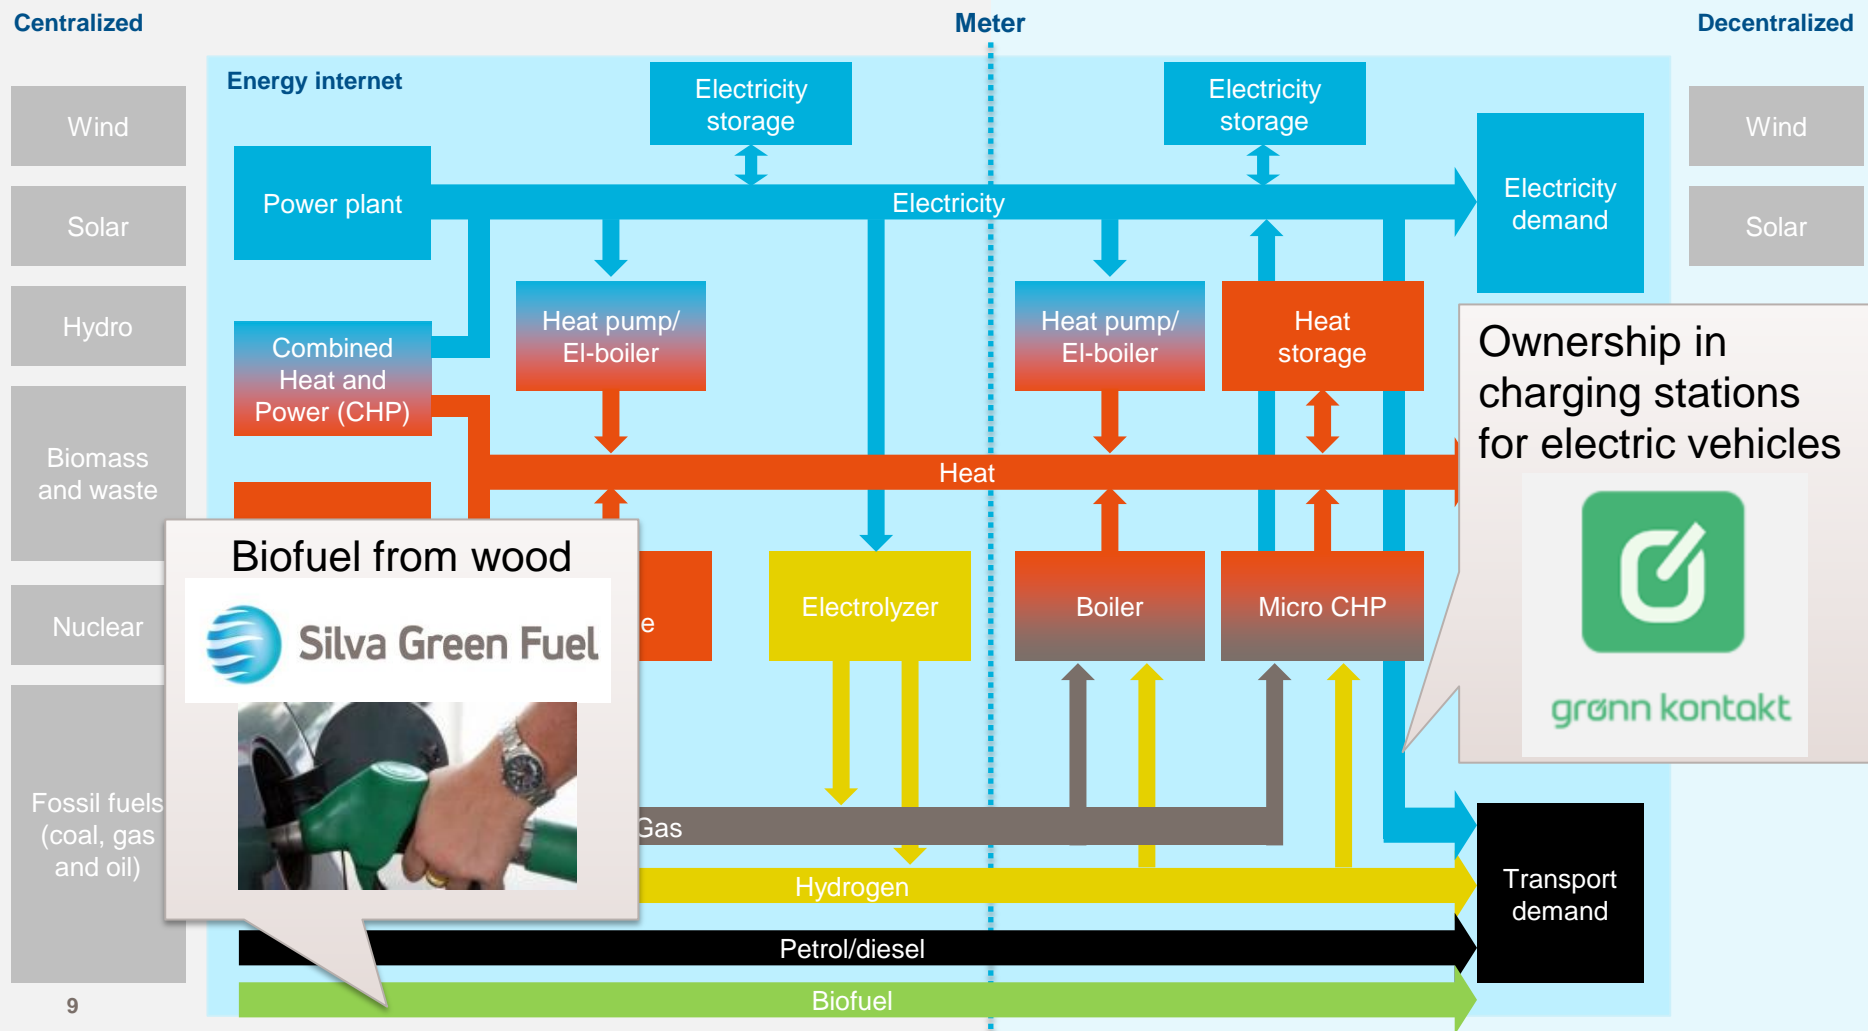 Centralized
Meter
Decentralized
Energy internet
Wind
Solar
Hydro
Biomass
and waste
Nuclear
Fossil fuels
(coal, gas
and oil)
Electricity
storage
Electricity
storage
Power plant
Electricity
Electricity
demand
Wind
Solar
Combined
Heat and
Power (CHP)
Heat pump/
El-boiler
Heat pump/
El-boiler
Heat
storage
Heat
Ownership in
charging stations
for electric vehicles
grønn kontakt
Biofuel from wood
Silva Green Fuel
e
Electrolyzer
Boiler
Micro CHP
Gas
Hydrogen
Petrol/diesel
Biofuel
Transport
demand
9